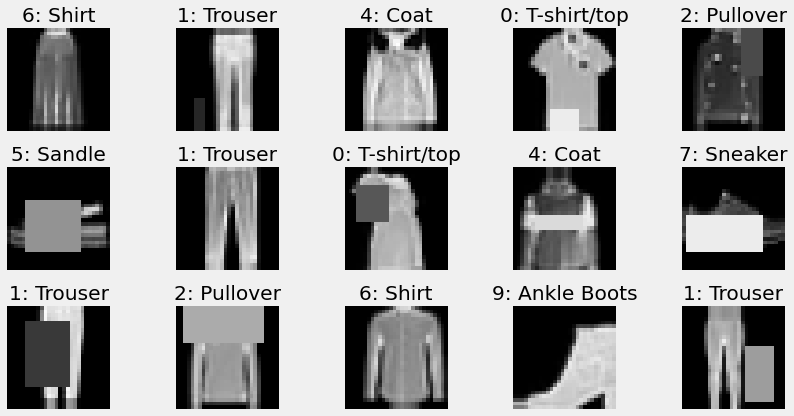 6: Shirt
1: Trouser
4: Coat
0: T-shirt/top
2: Pullover
5: Sandle
1: Trouser
0: T-shirt/top
4: Coat
7: Sneaker
1: Trouser
2: Pullover
6: Shirt
9: Ankle Boots
1: Trouser